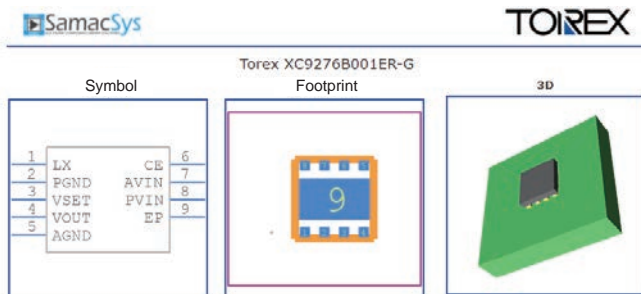 SamacSys
TOIREX
Torex XC9276B001ER-G
Symbol
Footprint
3D
1 LX CE 6
2 PGND AVIN 7
3 VSET PVIN 8
4 VOUT EP 9
5 AGND
9